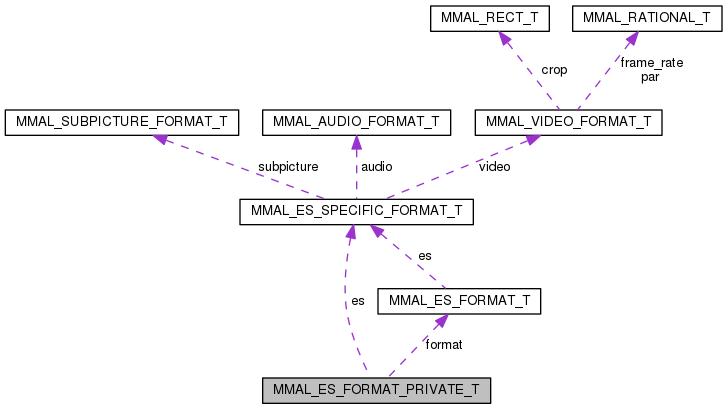 MMAL_RECT_T
MMAL_RATIONAL_T
crop
frame_rate
par
MMAL_SUBPICTURE_FORMAT_T
MMAL_AUDIO_FORMAT_T
MMAL_VIDEO_FORMAT_T
subpicture
audio
video
MMAL_ES_SPECIFIC_FORMAT_T
es
MMAL_ES_FORMAT_T
es
format
MMAL_ES_FORMAT_PRIVATE_T